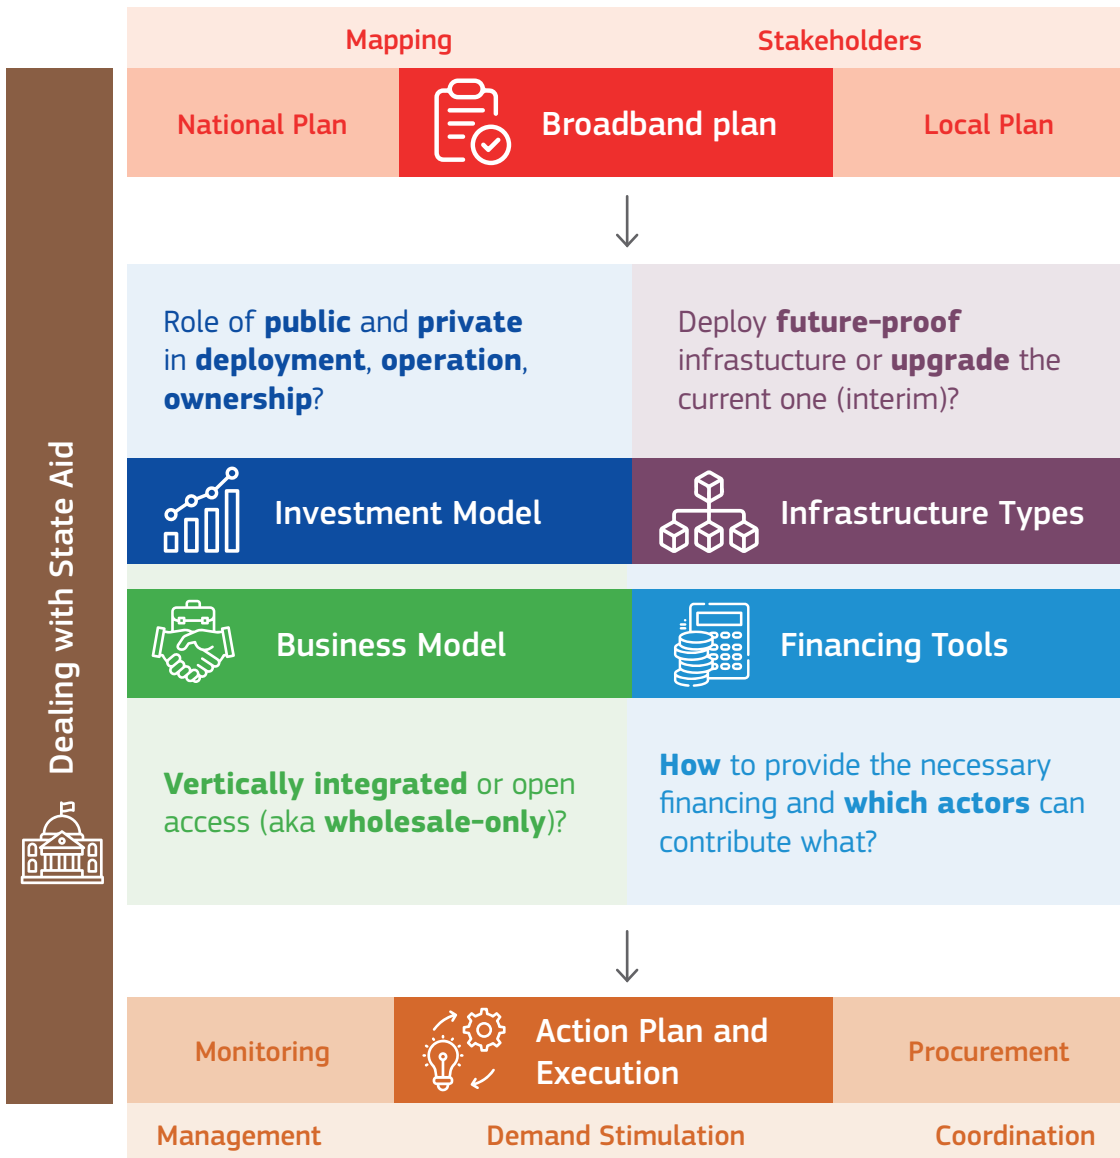 Mapping
Stakeholders
National Plan
Broadband plan
Local Plan
Dealing with State Aid
Role of public and private
in deployment, operation,
ownership?
Deploy future-proof
infrastucture or upgrade the
current one (interim)?
Investment Model
Infrastructure Types
Business Model
Financing Tools
Vertically integrated or open
access (aka wholesale-only)?
How to provide the necessary
financing and which actors can
contribute what?
Monitoring
Action Plan and
Execution
Procurement
Management
Demand Stimulation
Coordination